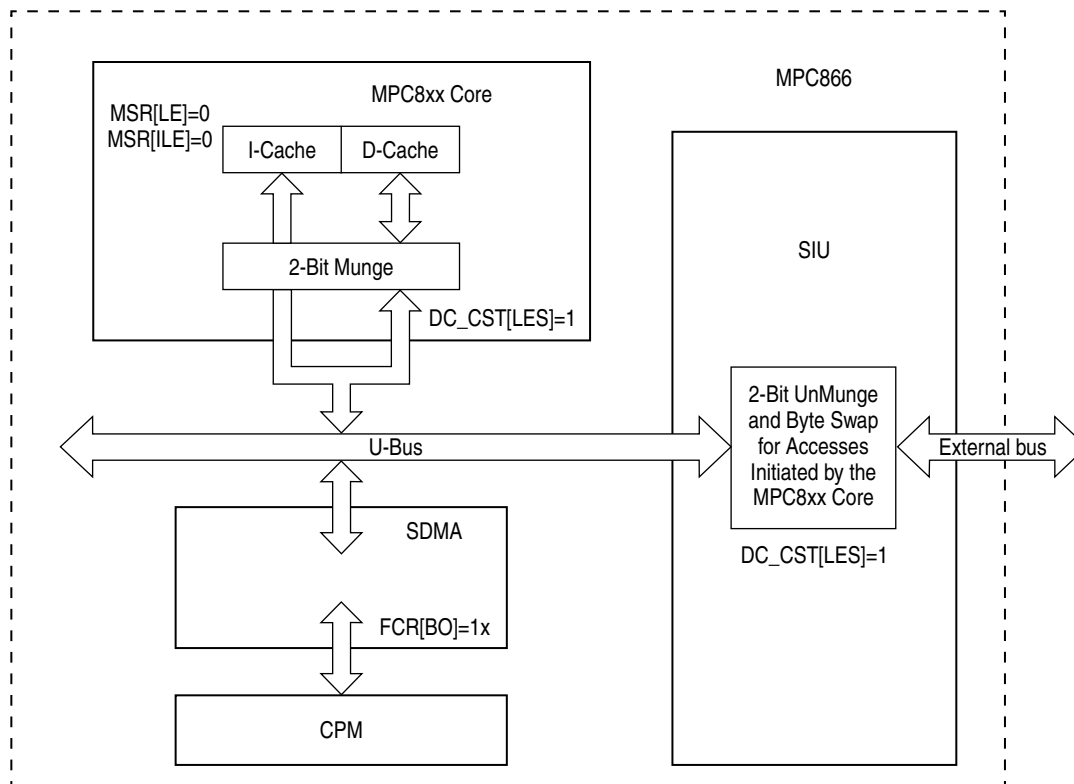 MPC866
MPC8xx Core
MSR[LE]=0
MSR[ILE]=0
I-Cache
D-Cache
2-Bit Munge
DC_CST[LES]=1
SIU
2-Bit UnMunge
and Byte Swap
for Accesses
Initiated by the
MPC8xx Core
U-Bus
External bus
DC_CST[LES]=1
SDMA
FCR[BO]=1x
CPM